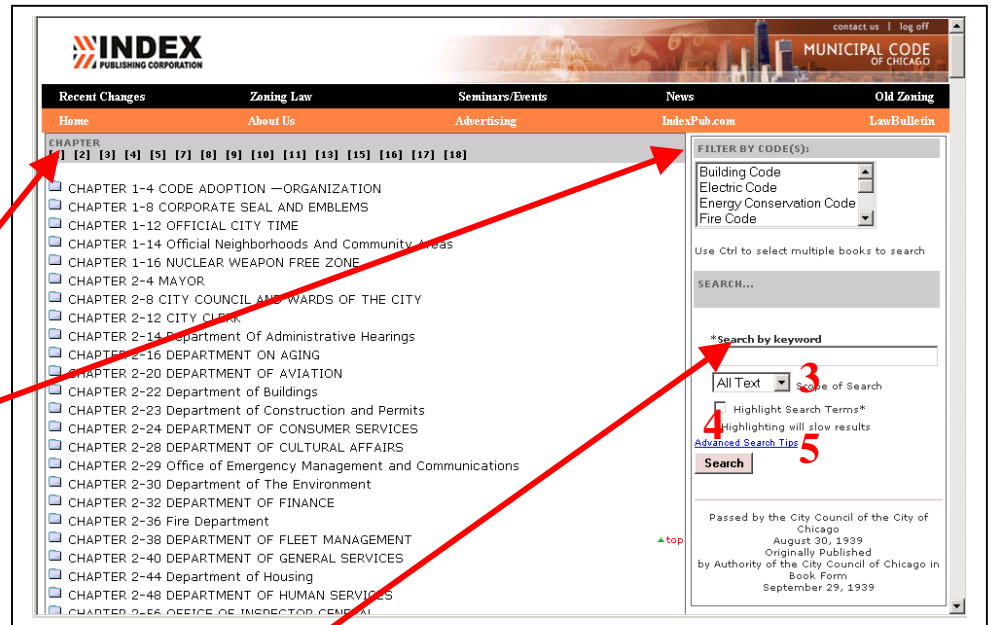 contact us | log off
INDEX
PUBLISHING CORPORATION
MUNICIPAL CODE
OF CHICAGO
Recent Changes Zoning Law Seminars/Events News Old Zoning
Home About Us Advertising IndexPub.com LawBulletin
CHAPTER
[1] [2] [3] [4] [5] [7] [8] [9] [10] [11] [13] [15] [16] [17] [18]
CHAPTER 1-4 CODE ADOPTION —ORGANIZATION
CHAPTER 1-8 CORPORATE SEAL AND EMBLEMS
CHAPTER 1-12 OFFICIAL CITY TIME
CHAPTER 1-14 Official Neighborhoods And Community Areas
CHAPTER 1-16 NUCLEAR WEAPON FREE ZONE
CHAPTER 2-4 MAYOR
CHAPTER 2-8 CITY COUNCIL AND WARDS OF THE CITY
CHAPTER 2-12 CITY CLERK
CHAPTER 2-14 Department Of Administrative Hearings
CHAPTER 2-16 DEPARTMENT ON AGING
CHAPTER 2-20 DEPARTMENT OF AVIATION
CHAPTER 2-22 Department of Buildings
CHAPTER 2-23 Department of Construction and Permits
CHAPTER 2-24 DEPARTMENT OF CONSUMER SERVICES
CHAPTER 2-28 DEPARTMENT OF CULTURAL AFFAIRS
CHAPTER 2-29 Office of Emergency Management and Communications
CHAPTER 2-30 Department of The Environment
CHAPTER 2-32 DEPARTMENT OF FINANCE
CHAPTER 2-36 Fire Department
CHAPTER 2-38 DEPARTMENT OF FLEET MANAGEMENT
top
CHAPTER 2-40 DEPARTMENT OF GENERAL SERVICES
CHAPTER 2-44 Department of Housing
CHAPTER 2-48 DEPARTMENT OF HUMAN SERVICES
CHAPTER 2-56 OFFICE OF INSPECTOR GENERAL
FILTER BY CODE(S):
Building Code
Electric Code
Energy Conservation Code
Fire Code
Use Ctrl to select multiple books to search
SEARCH...
*Search by keyword
All Text 3 Scope of Search
Highlight Search Terms*
4 Highlighting will slow results
Advanced Search Tips 5
Search
Passed by the City Council of the City of
Chicago
August 30, 1939
Originally Published
by Authority of the City Council of Chicago in
Book Form
September 29, 1939